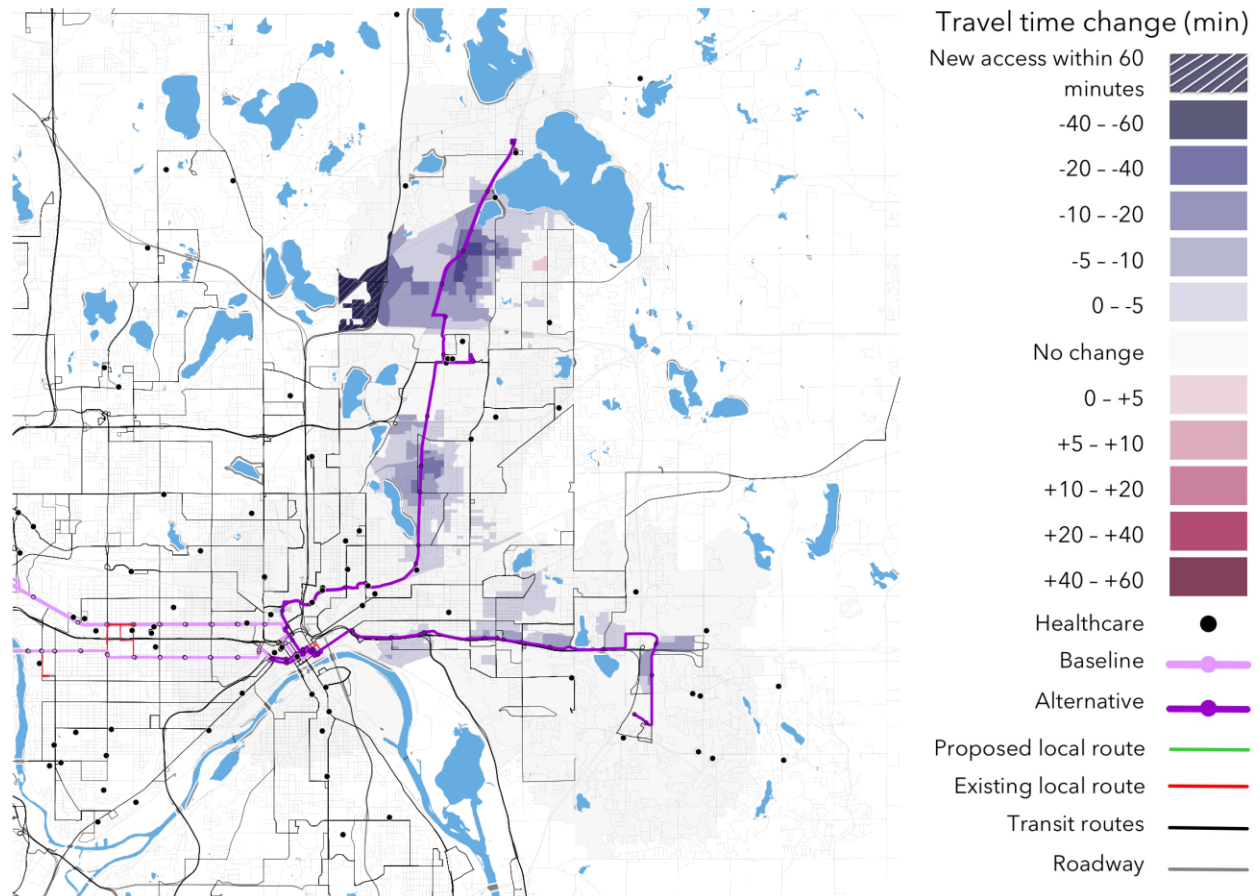 Travel time change (min)
New access within 60
minutes
-40 – -60
-20 – -40
-10 – -20
-5 – -10
0 – -5
No change
0 – +5
+5 – +10
+10 – +20
+20 – +40
+40 – +60
Healthcare
Baseline
Alternative
Proposed local route
Existing local route
Transit routes
Roadway